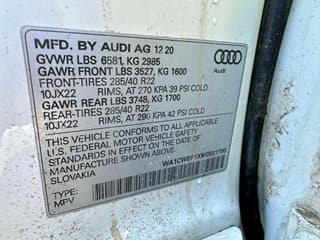 MFD. BY AUDI AG 12 20
GVWR LBS 6581, KG 2985
GAWR FRONT LBS 3527, KG 1600
FRONT-TIRES 285/40 R22
10JX22 RIMS, AT 270 KPA 39 PSI COLD
GAWR REAR LBS 3748, KG 1700
REAR-TIRES 285/40 R22
10JX22 RIMS, AT 290 KPA 42 PSI COLD
Audi
THIS VEHICLE CONFORMS TO ALL APPLICABLE
U.S. FEDERAL MOTOR VEHICLE SAFETY
STANDARDS IN EFFECT ON THE DATE OF
MANUFACTURE SHOWN ABOVE.
SLOVAKIA
TYPE:
MPV